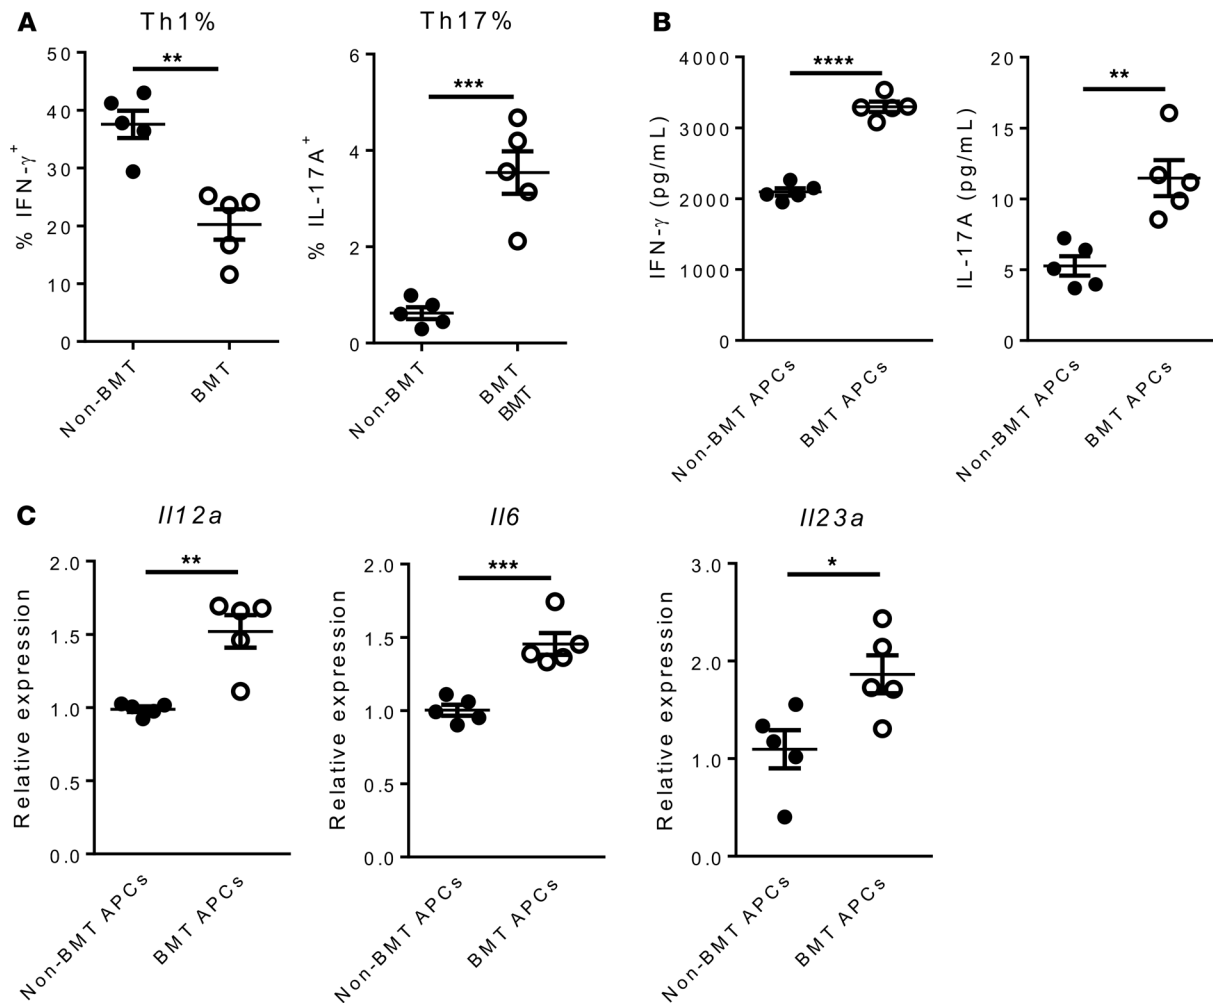 A
Th1%
**
% IFN-γ+
50
40
30
20
10
0
Non-BMT
BMT
Th17%
***
% IL-17A+
6
4
2
0
Non-BMT
BMT
BMT
B
****
IFN-γ (pg/mL)
4000
3000
2000
1000
0
Non-BMT APCs
BMT APCs
**
IL-17A (pg/mL)
20
15
10
5
0
Non-BMT APCs
BMT APCs
C
Il12a
**
Relative expression
2.0
1.5
1.0
0.5
0.0
Non-BMT APCs
BMT APCs
Il6
***
Relative expression
2.0
1.5
1.0
0.5
0.0
Non-BMT APCs
BMT APCs
Il23a
*
Relative expression
3.0
2.0
1.0
0.0
Non-BMT APCs
BMT APCs